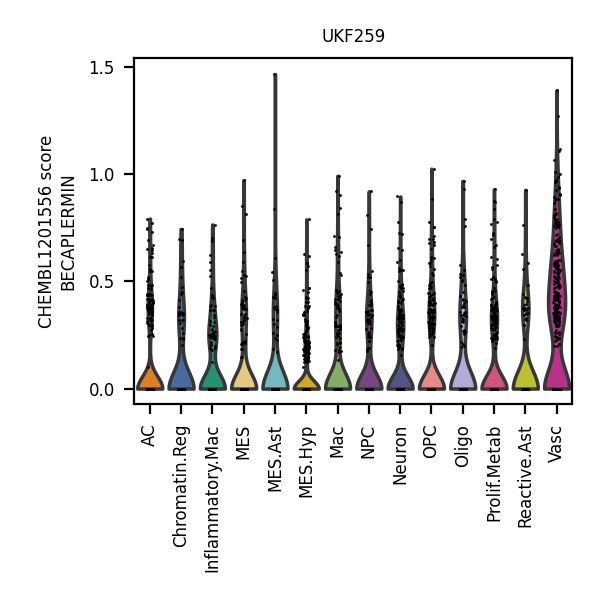 UKF259
CHEMBL1201556 score
BECAPLERMIN
1.5
1.0
0.5
0.0
AC
Chromatin.Reg
Inflammatory.Mac
MES
MES.Ast
MES.Hyp
Mac
NPC
Neuron
OPC
Oligo
Prolif.Metab
Reactive.Ast
Vasc